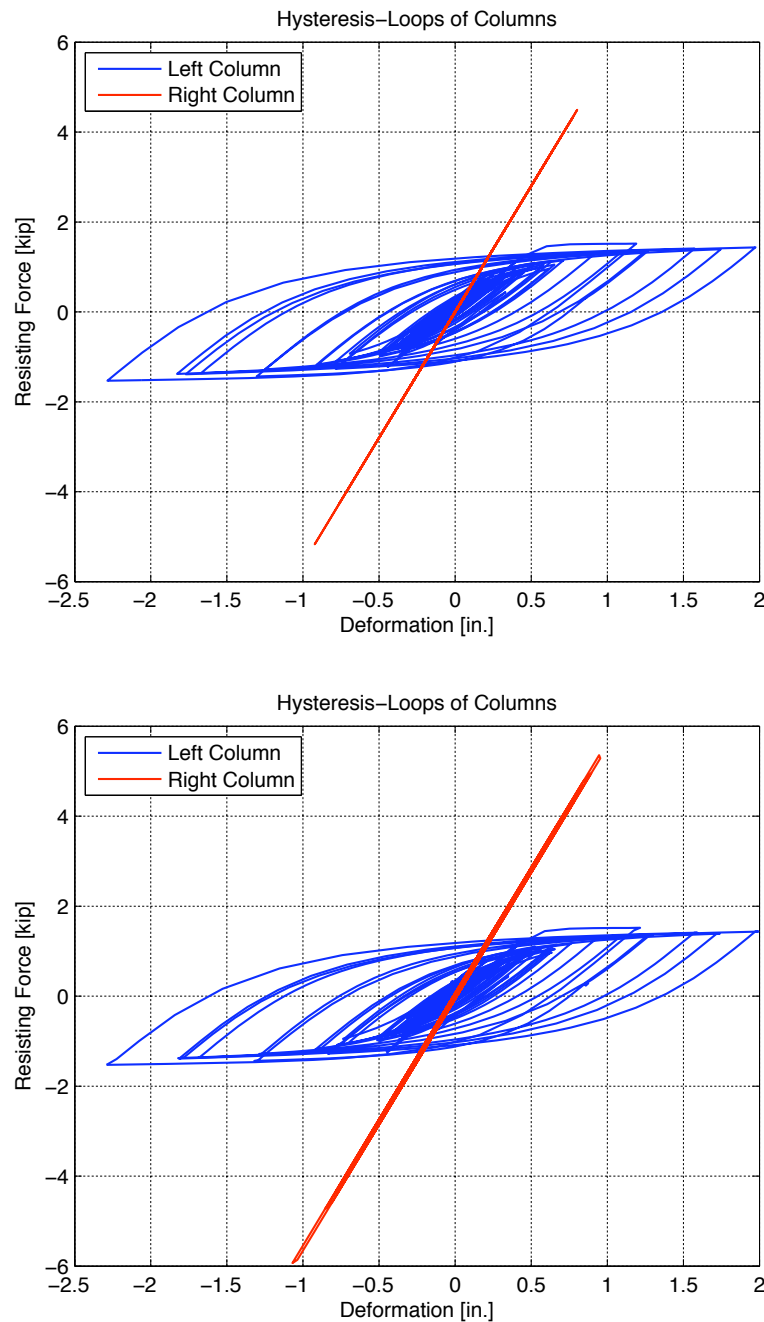 Hysteresis−Loops of Columns
6
Left Column
Right Column
4
2
0
−2
−4
−6
Resisting Force [kip]
−2.5 −2 −1.5 −1 −0.5 0 0.5 1 1.5 2
Deformation [in.]
Hysteresis−Loops of Columns
6
Left Column
Right Column
4
2
0
−2
−4
−6
Resisting Force [kip]
−2.5 −2 −1.5 −1 −0.5 0 0.5 1 1.5 2
Deformation [in.]